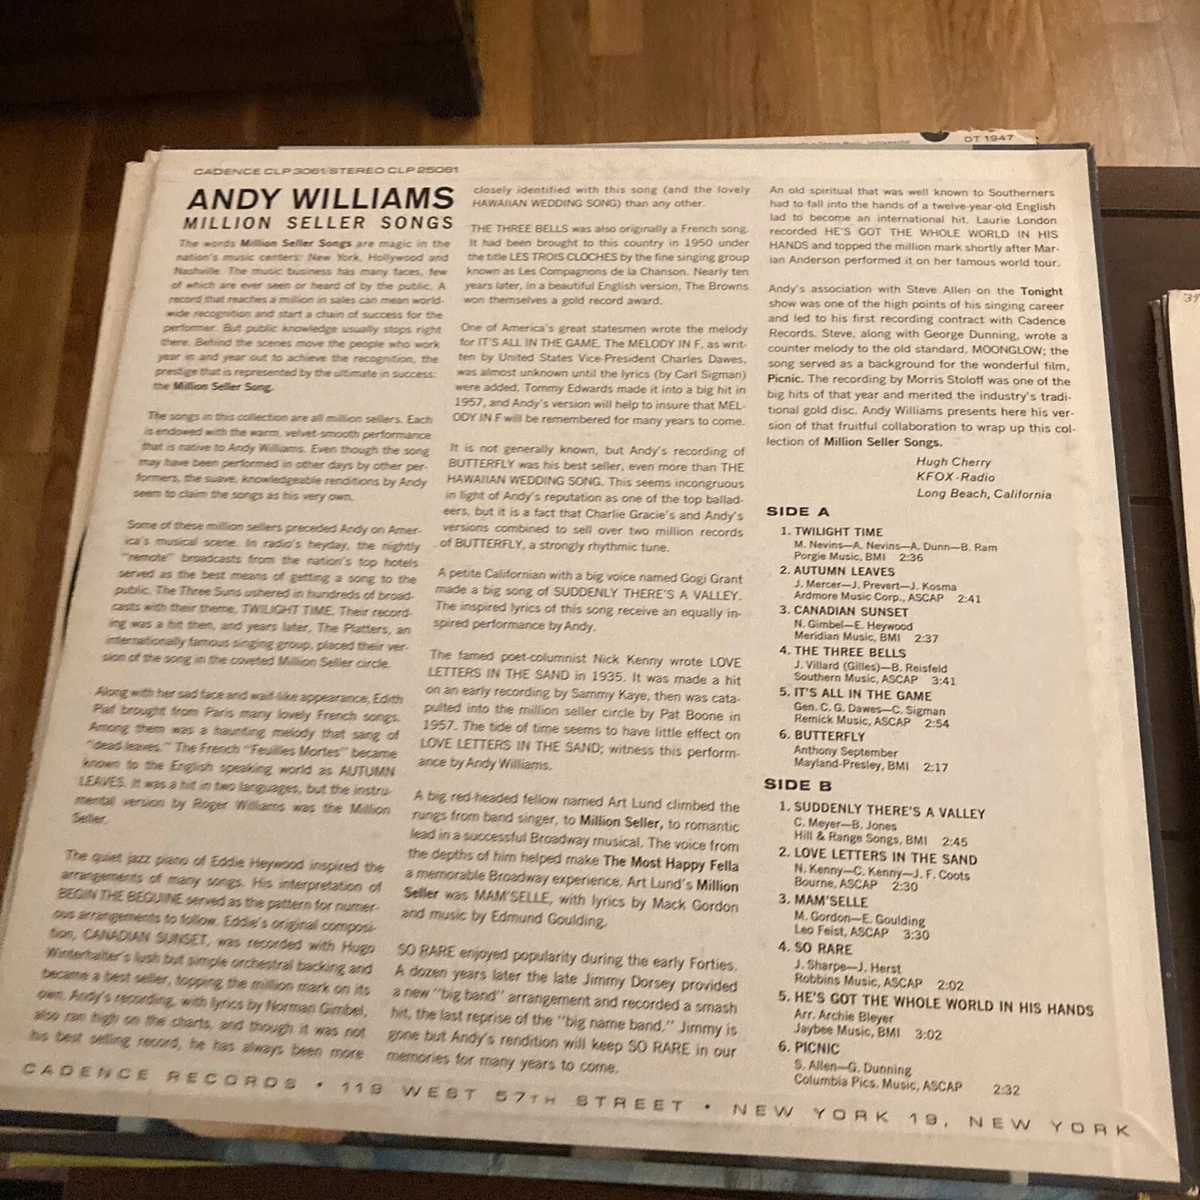 DT 1947
CADENCE CLP 3061/STEREO CLP 25061
ANDY WILLIAMS
MILLION SELLER SONGS
The words Million Seller Songs are magic in the
nation's music centers: New York, Hollywood and
Nashville. The music business has many faces, few
of which are ever seen or heard of by the public. A
record that reaches a million in sales can mean world-
wide recognition and start a chain of success for the
performer. But public knowledge usually stops right
there. Behind the scenes move the people who work
year in and year out to achieve the recognition, the
prestige that is represented by the ultimate in success:
the Million Seller Song.
The songs in this collection are all million sellers. Each
is endowed with the warm, velvet-smooth performance
that is native to Andy Williams. Even though the song
may have been performed in other days by other per-
formers, the suave, knowledgeable renditions by Andy
seem to claim the songs as his very own.
Some of these million sellers preceded Andy on Amer-
ica's musical scene. In radio's heyday, the nightly
"remote" broadcasts from the nation's top hotels
served as the best means of getting a song to the
public. The Three Suns ushered in hundreds of broad-
casts with their theme, TWILIGHT TIME. Their record-
ing was a hit then, and years later, The Platters, an
internationally famous singing group, placed their ver-
sion of the song in the coveted Million Seller circle.
Along with her sad face and waif-like appearance, Edith
Piaf brought from Paris many lovely French songs.
Among them was a haunting melody that sang of
"dead leaves." The French "Feuilles Mortes" became
known to the English speaking world as AUTUMN
LEAVES. It was a hit in two languages, but the instru-
mental version by Roger Williams was the Million
Seller.
The quiet jazz piano of Eddie Heywood inspired the
arrangements of many songs. His interpretation of
BEGIN THE BEGUINE served as the pattern for numer-
ous arrangements to follow. Eddie's original composi-
tion, CANADIAN SUNSET, was recorded with Hugo
Winterhalter's lush but simple orchestral backing and
became a best seller, topping the million mark on its
own. Andy's recording, with lyrics by Norman Gimbel,
also ran high on the charts, and though it was not
his best selling record, he has always been more
closely identified with this song (and the lovely
HAWAIIAN WEDDING SONG) than any other.
THE THREE BELLS was also originally a French song.
It had been brought to this country in 1950 under
the title LES TROIS CLOCHES by the fine singing group
known as Les Compagnons de la Chanson. Nearly ten
years later, in a beautiful English version, The Browns
won themselves a gold record award.
One of America's great statesmen wrote the melody
for IT'S ALL IN THE GAME. The MELODY IN F, as writ-
ten by United States Vice-President Charles Dawes,
was almost unknown until the lyrics (by Carl Sigman)
were added. Tommy Edwards made it into a big hit in
1957, and Andy's version will help to insure that MEL-
ODY IN F will be remembered for many years to come.
It is not generally known, but Andy's recording of
BUTTERFLY was his best seller, even more than THE
HAWAIIAN WEDDING SONG. This seems incongruous
in light of Andy's reputation as one of the top ballad-
eers, but it is a fact that Charlie Gracie's and Andy's
versions combined to sell over two million records
of BUTTERFLY, a strongly rhythmic tune.
A petite Californian with a big voice named Gogi Grant
made a big song of SUDDENLY THERE'S A VALLEY.
The inspired lyrics of this song receive an equally in-
spired performance by Andy.
The famed poet-columnist Nick Kenny wrote LOVE
LETTERS IN THE SAND in 1935. It was made a hit
on an early recording by Sammy Kaye, then was cata-
pulted into the million seller circle by Pat Boone in
1957. The tide of time seems to have little effect on
LOVE LETTERS IN THE SAND; witness this perform-
ance by Andy Williams.
A big red-headed fellow named Art Lund climbed the
rungs from band singer, to Million Seller, to romantic
lead in a successful Broadway musical. The voice from
the depths of him helped make The Most Happy Fella
a memorable Broadway experience. Art Lund's Million
Seller was MAM'SELLE, with lyrics by Mack Gordon
and music by Edmund Goulding.
SO RARE enjoyed popularity during the early Forties.
A dozen years later the late Jimmy Dorsey provided
a new "big band" arrangement and recorded a smash
hit, the last reprise of the "big name band." Jimmy is
gone but Andy's rendition will keep SO RARE in our
memories for many years to come.
An old spiritual that was well known to Southerners
had to fall into the hands of a twelve-year-old English
lad to become an international hit. Laurie London
recorded HE'S GOT THE WHOLE WORLD IN HIS
HANDS and topped the million mark shortly after Mar-
ian Anderson performed it on her famous world tour.
Andy's association with Steve Allen on the Tonight
show was one of the high points of his singing career
and led to his first recording contract with Cadence
Records. Steve, along with George Dunning, wrote a
counter melody to the old standard, MOONGLOW; the
song served as a background for the wonderful film,
Picnic. The recording by Morris Stoloff was one of the
big hits of that year and merited the industry's tradi-
tional gold disc. Andy Williams presents here his ver-
sion of that fruitful collaboration to wrap up this col-
lection of Million Seller Songs.
Hugh Cherry
KFOX-Radio
Long Beach, California
SIDE A
1. TWILIGHT TIME
M. Nevins—A. Nevins—A. Dunn—B. Ram
Porgie Music, BMI 2:36
2. AUTUMN LEAVES
J. Mercer—J. Prevert—J. Kosma
Ardmore Music Corp., ASCAP 2:41
3. CANADIAN SUNSET
N. Gimbel—E. Heywood
Meridian Music, BMI 2:37
4. THE THREE BELLS
J. Villard (Gilles)—B. Reisfeld
Southern Music, ASCAP 3:41
5. IT'S ALL IN THE GAME
Gen. C. G. Dawes—C. Sigman
Remick Music, ASCAP 2:54
6. BUTTERFLY
Anthony September
Mayland-Presley, BMI 2:17
SIDE B
1. SUDDENLY THERE'S A VALLEY
C. Meyer—B. Jones
Hill & Range Songs, BMI 2:45
2. LOVE LETTERS IN THE SAND
N. Kenny—C. Kenny—J. F. Coots
Bourne, ASCAP 2:30
3. MAM'SELLE
M. Gordon—E. Goulding
Leo Feist, ASCAP 3:30
4. SO RARE
J. Sharpe—J. Herst
Robbins Music, ASCAP 2:02
5. HE'S GOT THE WHOLE WORLD IN HIS HANDS
Arr. Archie Bleyer
Jaybee Music, BMI 3:02
6. PICNIC
S. Allen—G. Dunning
Columbia Pics. Music, ASCAP 2:32
CADENCE RECORDS • 119 WEST 57TH STREET • NEW YORK 19, NEW YORK